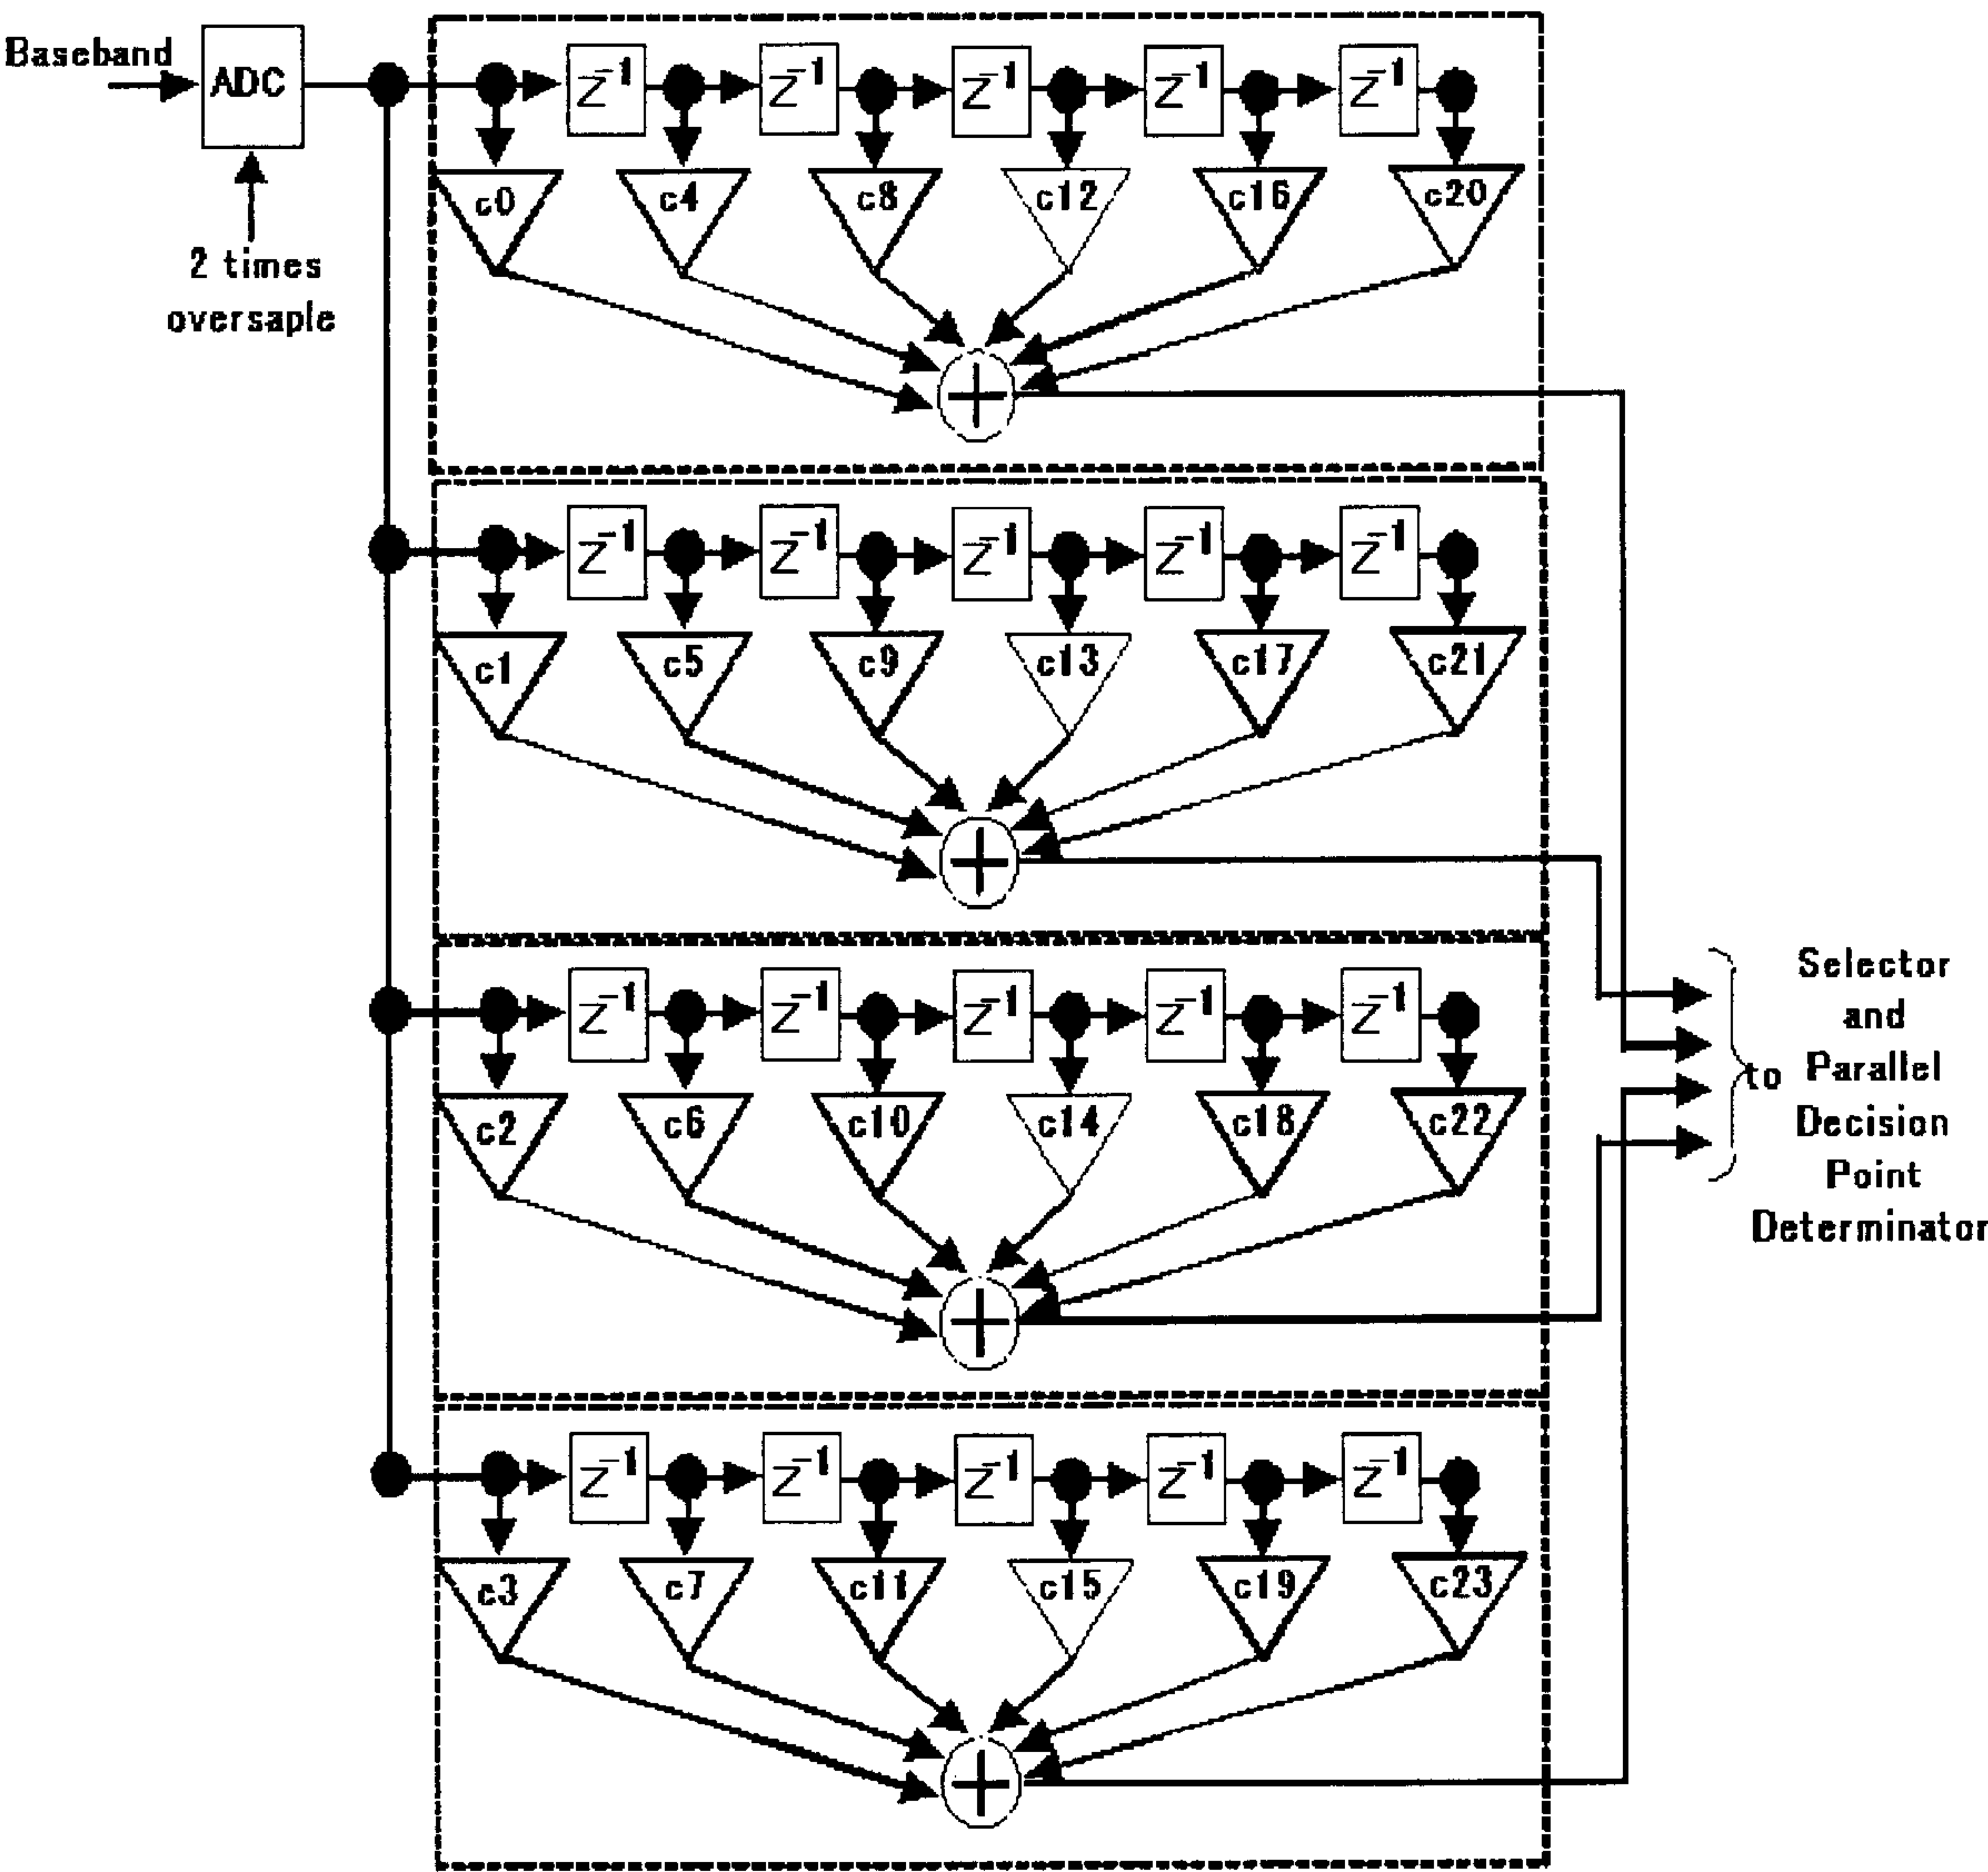 Baseband
ADC
2 times
oversaple
Z⁻¹ Z⁻¹ Z⁻¹ Z⁻¹ Z⁻¹
c0 c4 c8 c12 c16 c20
+
Z⁻¹ Z⁻¹ Z⁻¹ Z⁻¹ Z⁻¹
c1 c5 c9 c13 c17 c21
+
Z⁻¹ Z⁻¹ Z⁻¹ Z⁻¹ Z⁻¹
c2 c6 c10 c14 c18 c22
+
Z⁻¹ Z⁻¹ Z⁻¹ Z⁻¹ Z⁻¹
c3 c7 c11 c15 c19 c23
+
to
Selector
and
Parallel
Decision
Point
Determinator